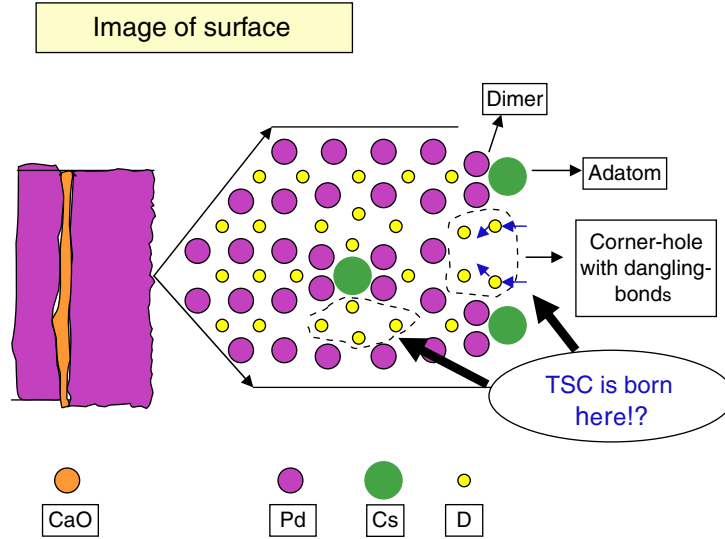 Image of surface
Dimer
Adatom
Corner-hole
with dangling-
bonds
TSC is born
here!?
CaO
Pd
Cs
D